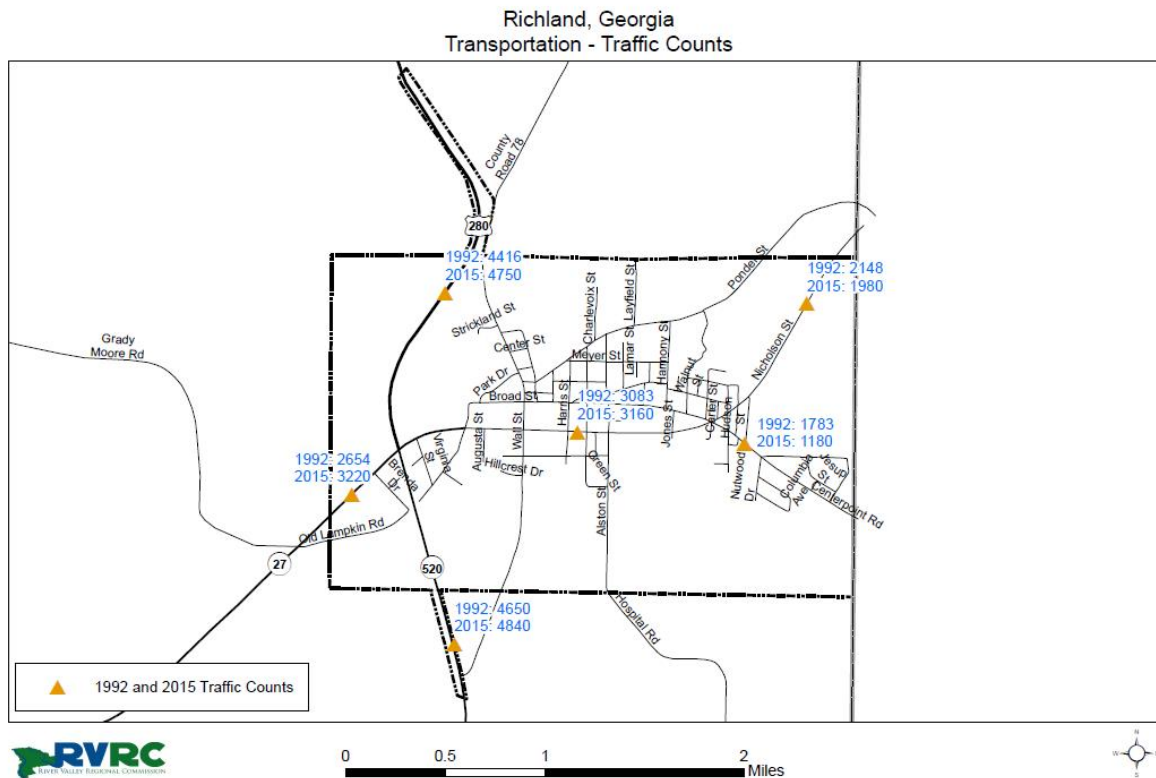 Richland, Georgia
Transportation - Traffic Counts
County
Road 78
280
1992: 4416
2015: 4750
1992: 2148
2015: 1980
Ponder St
Nicholson St
Strickland St
Center St
Charlevoix St
Layfield St
Lamar St
Meyer St
Harmony St
Walnut
St
Grady
Moore Rd
Park Dr
Broad St
Harris St
1992: 3083
2015: 3160
Jones St
Carter St
Hudson
St
1992: 1783
2015: 1180
Augusta St
Wall St
Virginia
St
Hillcrest Dr
Green St
Alston St
Nutwood
Dr
Columbia
Ave
Jesup
St
Centerpoint Rd
1992: 2654
2015: 3220
Brenda
Dr
Old Lumpkin Rd
27
520
1992: 4650
2015: 4840
Hospital Rd
1992 and 2015 Traffic Counts
RVRC
RIVER VALLEY REGIONAL COMMISSION
0 0.5 1 2
Miles
N
W E
S